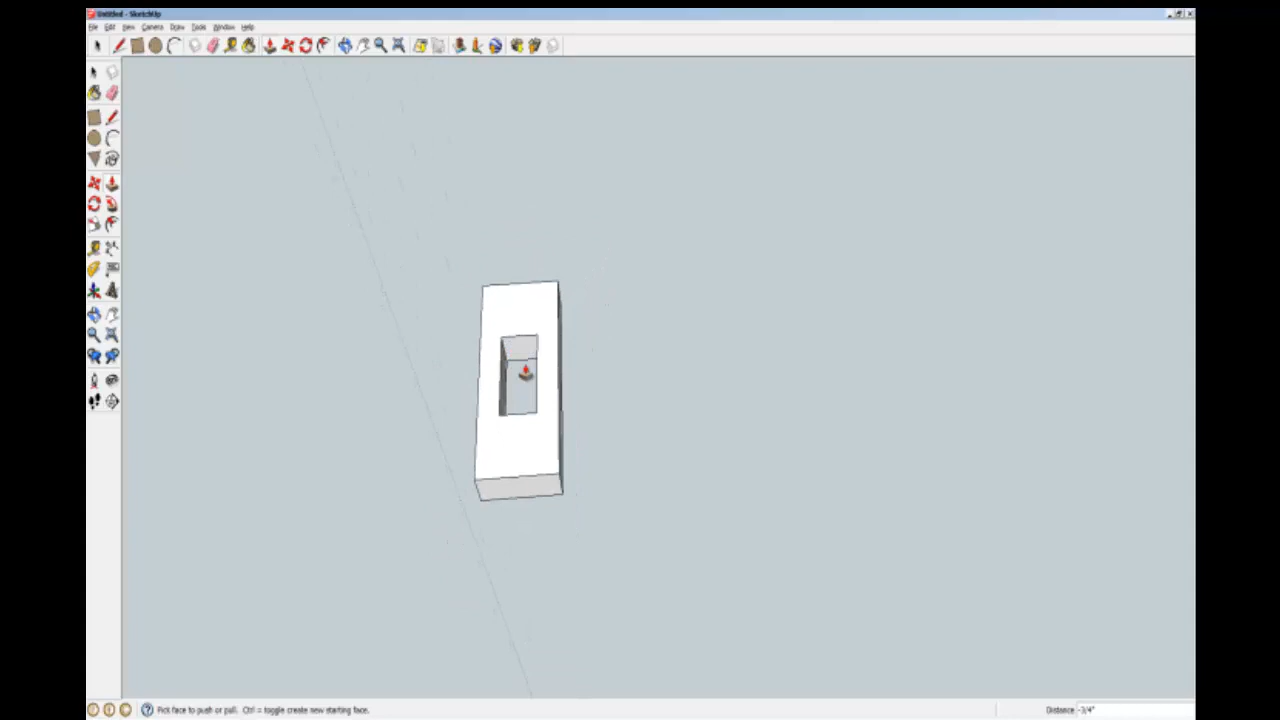 Untitled - SketchUp
File Edit View Camera Draw Tools Window Help
Pick face to push or pull. Ctrl = toggle create new starting face. Distance -3/4"